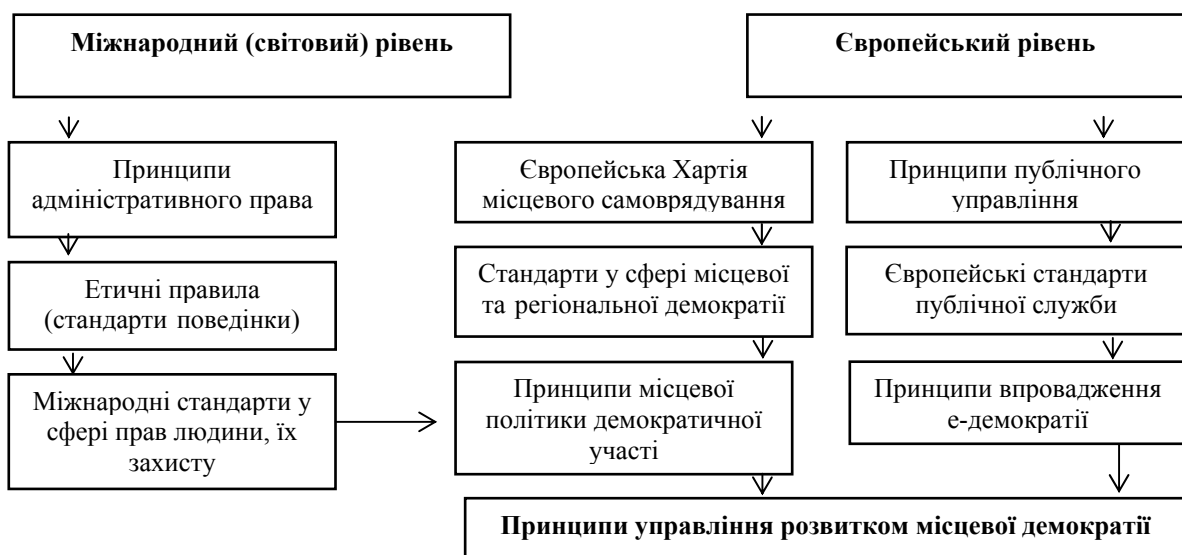 Міжнародний (світовий) рівень
Європейський рівень
Принципи
адміністративного права
Європейська Хартія
місцевого самоврядування
Принципи публічного
управління
Етичні правила
(стандарти поведінки)
Стандарти у сфері місцевої
та регіональної демократії
Європейські стандарти
публічної служби
Міжнародні стандарти у
сфері прав людини, їх
захисту
Принципи місцевої
політики демократичної
участі
Принципи впровадження
е-демократії
Принципи управління розвитком місцевої демократії